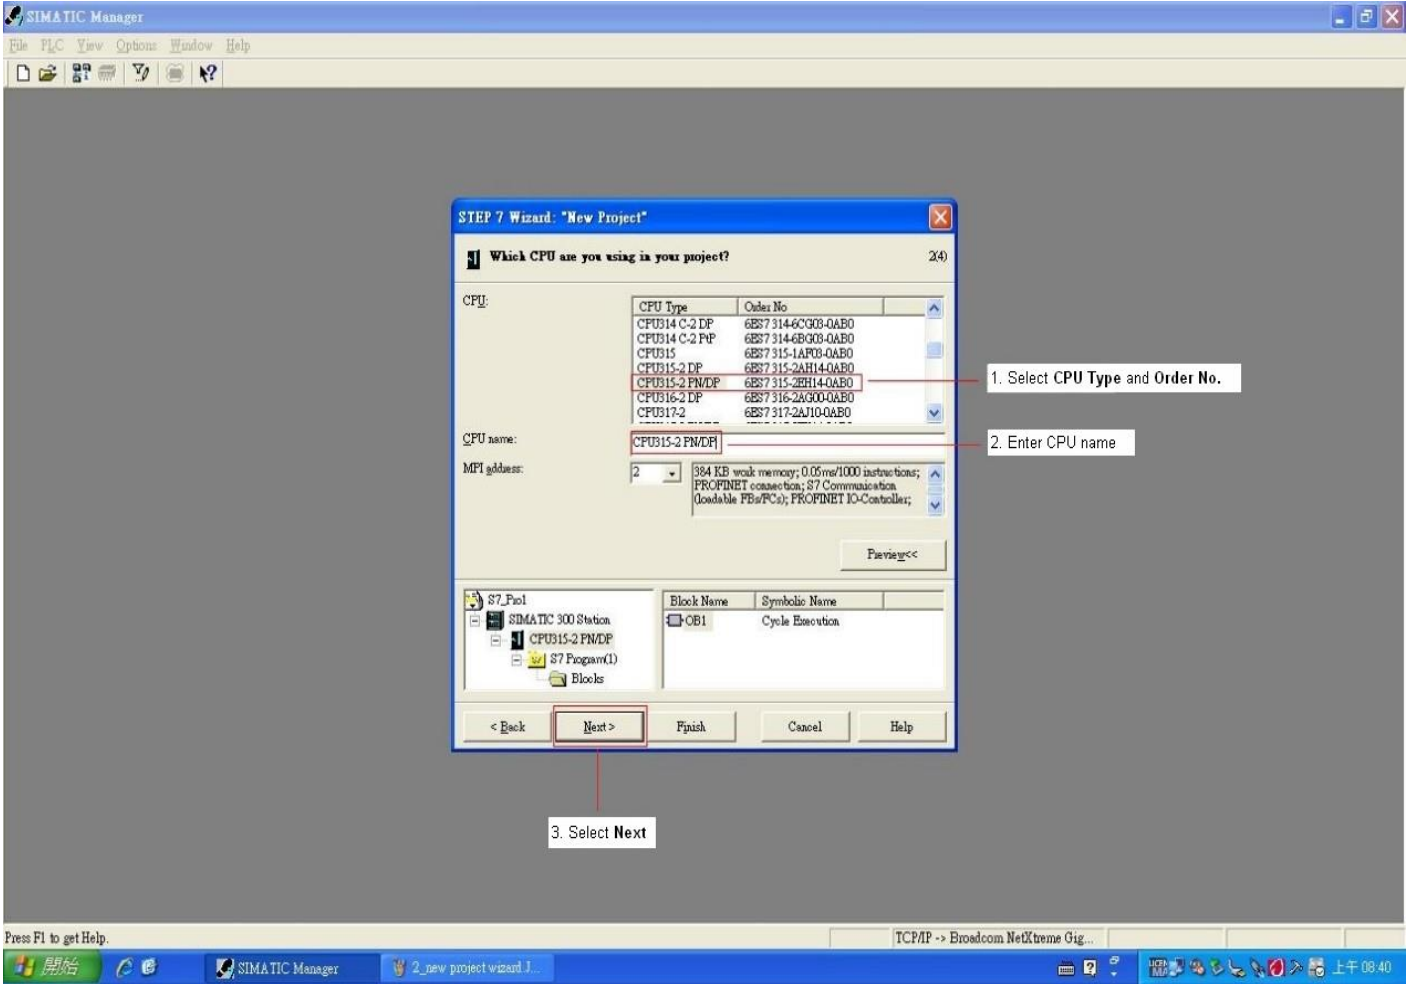 SIMATIC Manager
File PLC View Options Window Help
STEP 7 Wizard: "New Project"
Which CPU are you using in your project? 2(4)
CPU:
CPU Type Order No
CPU314 C-2 DP 6ES7 314-6CG03-0AB0
CPU314 C-2 PtP 6ES7 314-6BG03-0AB0
CPU315 6ES7 315-1AF03-0AB0
CPU315-2 DP 6ES7 315-2AH14-0AB0
CPU315-2 PN/DP 6ES7 315-2EH14-0AB0
CPU316-2 DP 6ES7 316-2AG00-0AB0
CPU317-2 6ES7 317-2AJ10-0AB0
1. Select CPU Type and Order No.
CPU name: CPU315-2 PN/DP
2. Enter CPU name
MPI address: 2
384 KB work memory; 0.05ms/1000 instructions;
PROFINET connection; S7 Communication
(loadable FBs/FCs); PROFINET IO-Controller;
Preview<<
S7_Pro1
SIMATIC 300 Station
CPU315-2 PN/DP
S7 Program(1)
Blocks
Block Name Symbolic Name
OB1 Cycle Execution
< Back Next > Finish Cancel Help
3. Select Next
Press F1 to get Help.
TCP/IP -> Broadcom NetXtreme Gig...
開始 SIMATIC Manager 2_new project wizard J... 上午 08:40